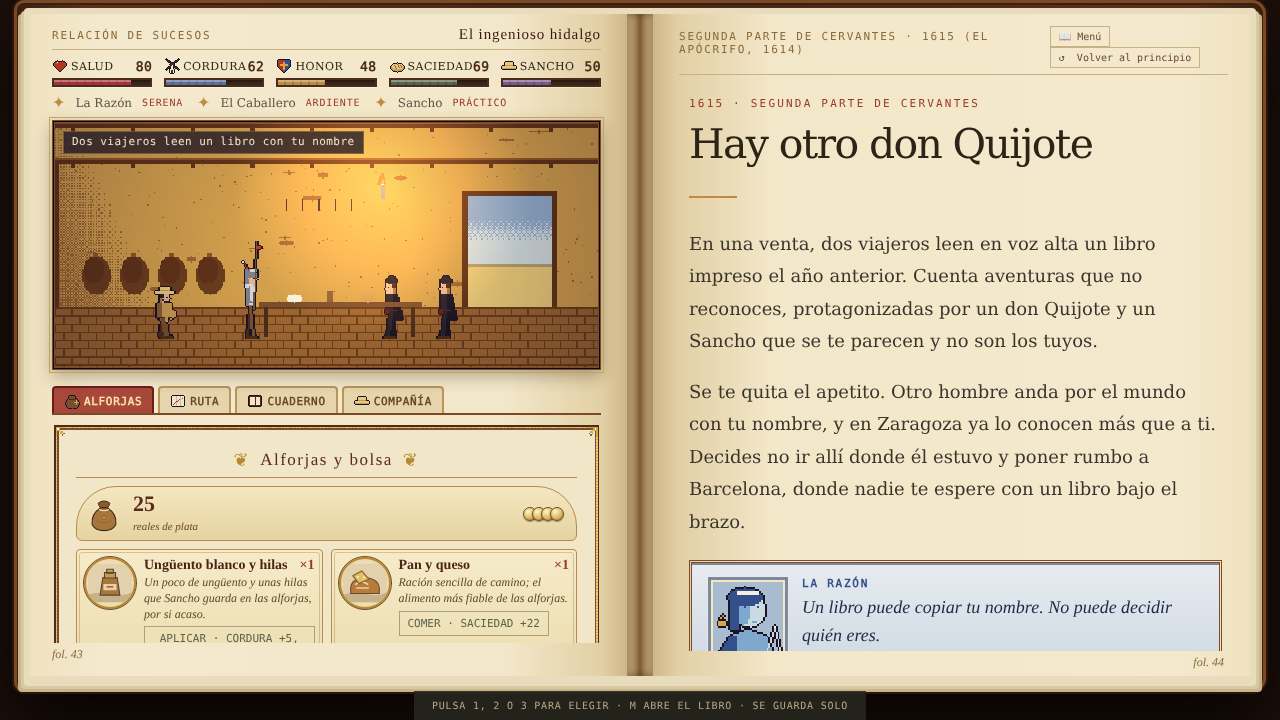 RELACIÓN DE SUCESOS
El ingenioso hidalgo
SALUD 80
CORDURA 62
HONOR 48
SACIEDAD 69
SANCHO 50
La Razón SERENA
El Caballero ARDIENTE
Sancho PRÁCTICO
Dos viajeros leen un libro con tu nombre
ALFORJAS
RUTA
CUADERNO
COMPAÑÍA
Alforjas y bolsa
25
reales de plata
Ungüento blanco y hilas ×1
Un poco de ungüento y unas hilas
que Sancho guarda en las alforjas,
por si acaso.
APLICAR · CORDURA +5,
Pan y queso ×1
Ración sencilla de camino; el
alimento más fiable de las alforjas.
COMER · SACIEDAD +22
fol. 43
SEGUNDA PARTE DE CERVANTES · 1615 (EL
APÓCRIFO, 1614)
Menú
↺ Volver al principio
1615 · SEGUNDA PARTE DE CERVANTES
Hay otro don Quijote
En una venta, dos viajeros leen en voz alta un libro
impreso el año anterior. Cuenta aventuras que no
reconoces, protagonizadas por un don Quijote y un
Sancho que se te parecen y no son los tuyos.
Se te quita el apetito. Otro hombre anda por el mundo
con tu nombre, y en Zaragoza ya lo conocen más que a ti.
Decides no ir allí donde él estuvo y poner rumbo a
Barcelona, donde nadie te espere con un libro bajo el
brazo.
LA RAZÓN
Un libro puede copiar tu nombre. No puede decidir
quién eres.
fol. 44
PULSA 1, 2 O 3 PARA ELEGIR · M ABRE EL LIBRO · SE GUARDA SOLO